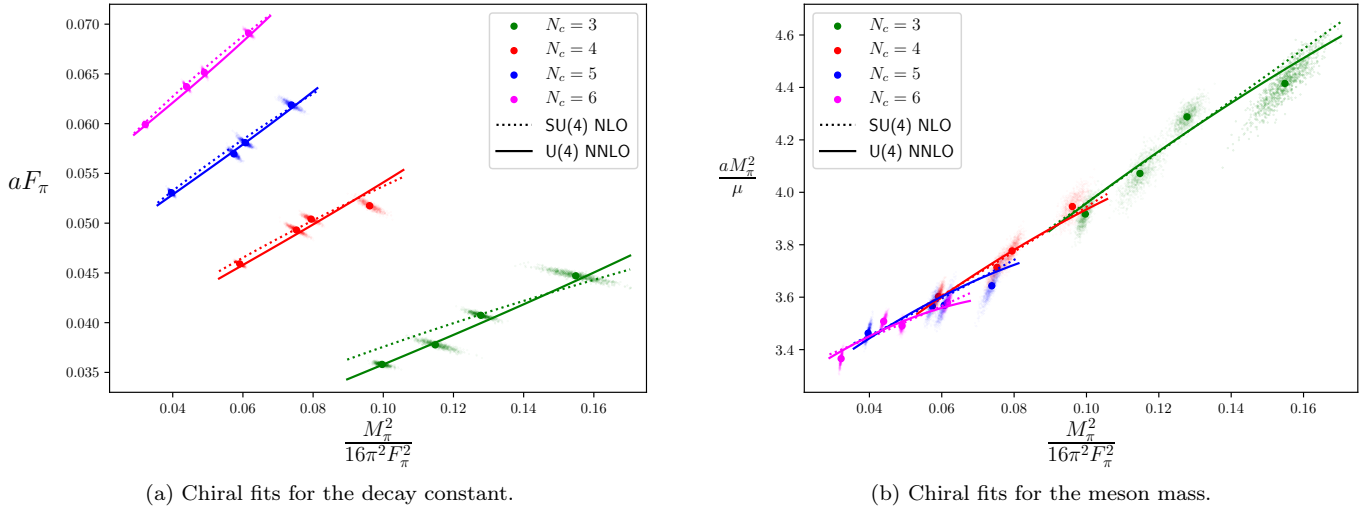 0.070
0.065
0.060
0.055
0.050
0.045
0.040
0.035
aF_π
N_c = 3
N_c = 4
N_c = 5
N_c = 6
SU(4) NLO
U(4) NNLO
0.04 0.06 0.08 0.10 0.12 0.14 0.16
M_π^2
16π^2F_π^2
(a) Chiral fits for the decay constant.
4.6
4.4
4.2
4.0
3.8
3.6
3.4
aM_π^2
μ
N_c = 3
N_c = 4
N_c = 5
N_c = 6
SU(4) NLO
U(4) NNLO
0.04 0.06 0.08 0.10 0.12 0.14 0.16
M_π^2
16π^2F_π^2
(b) Chiral fits for the meson mass.